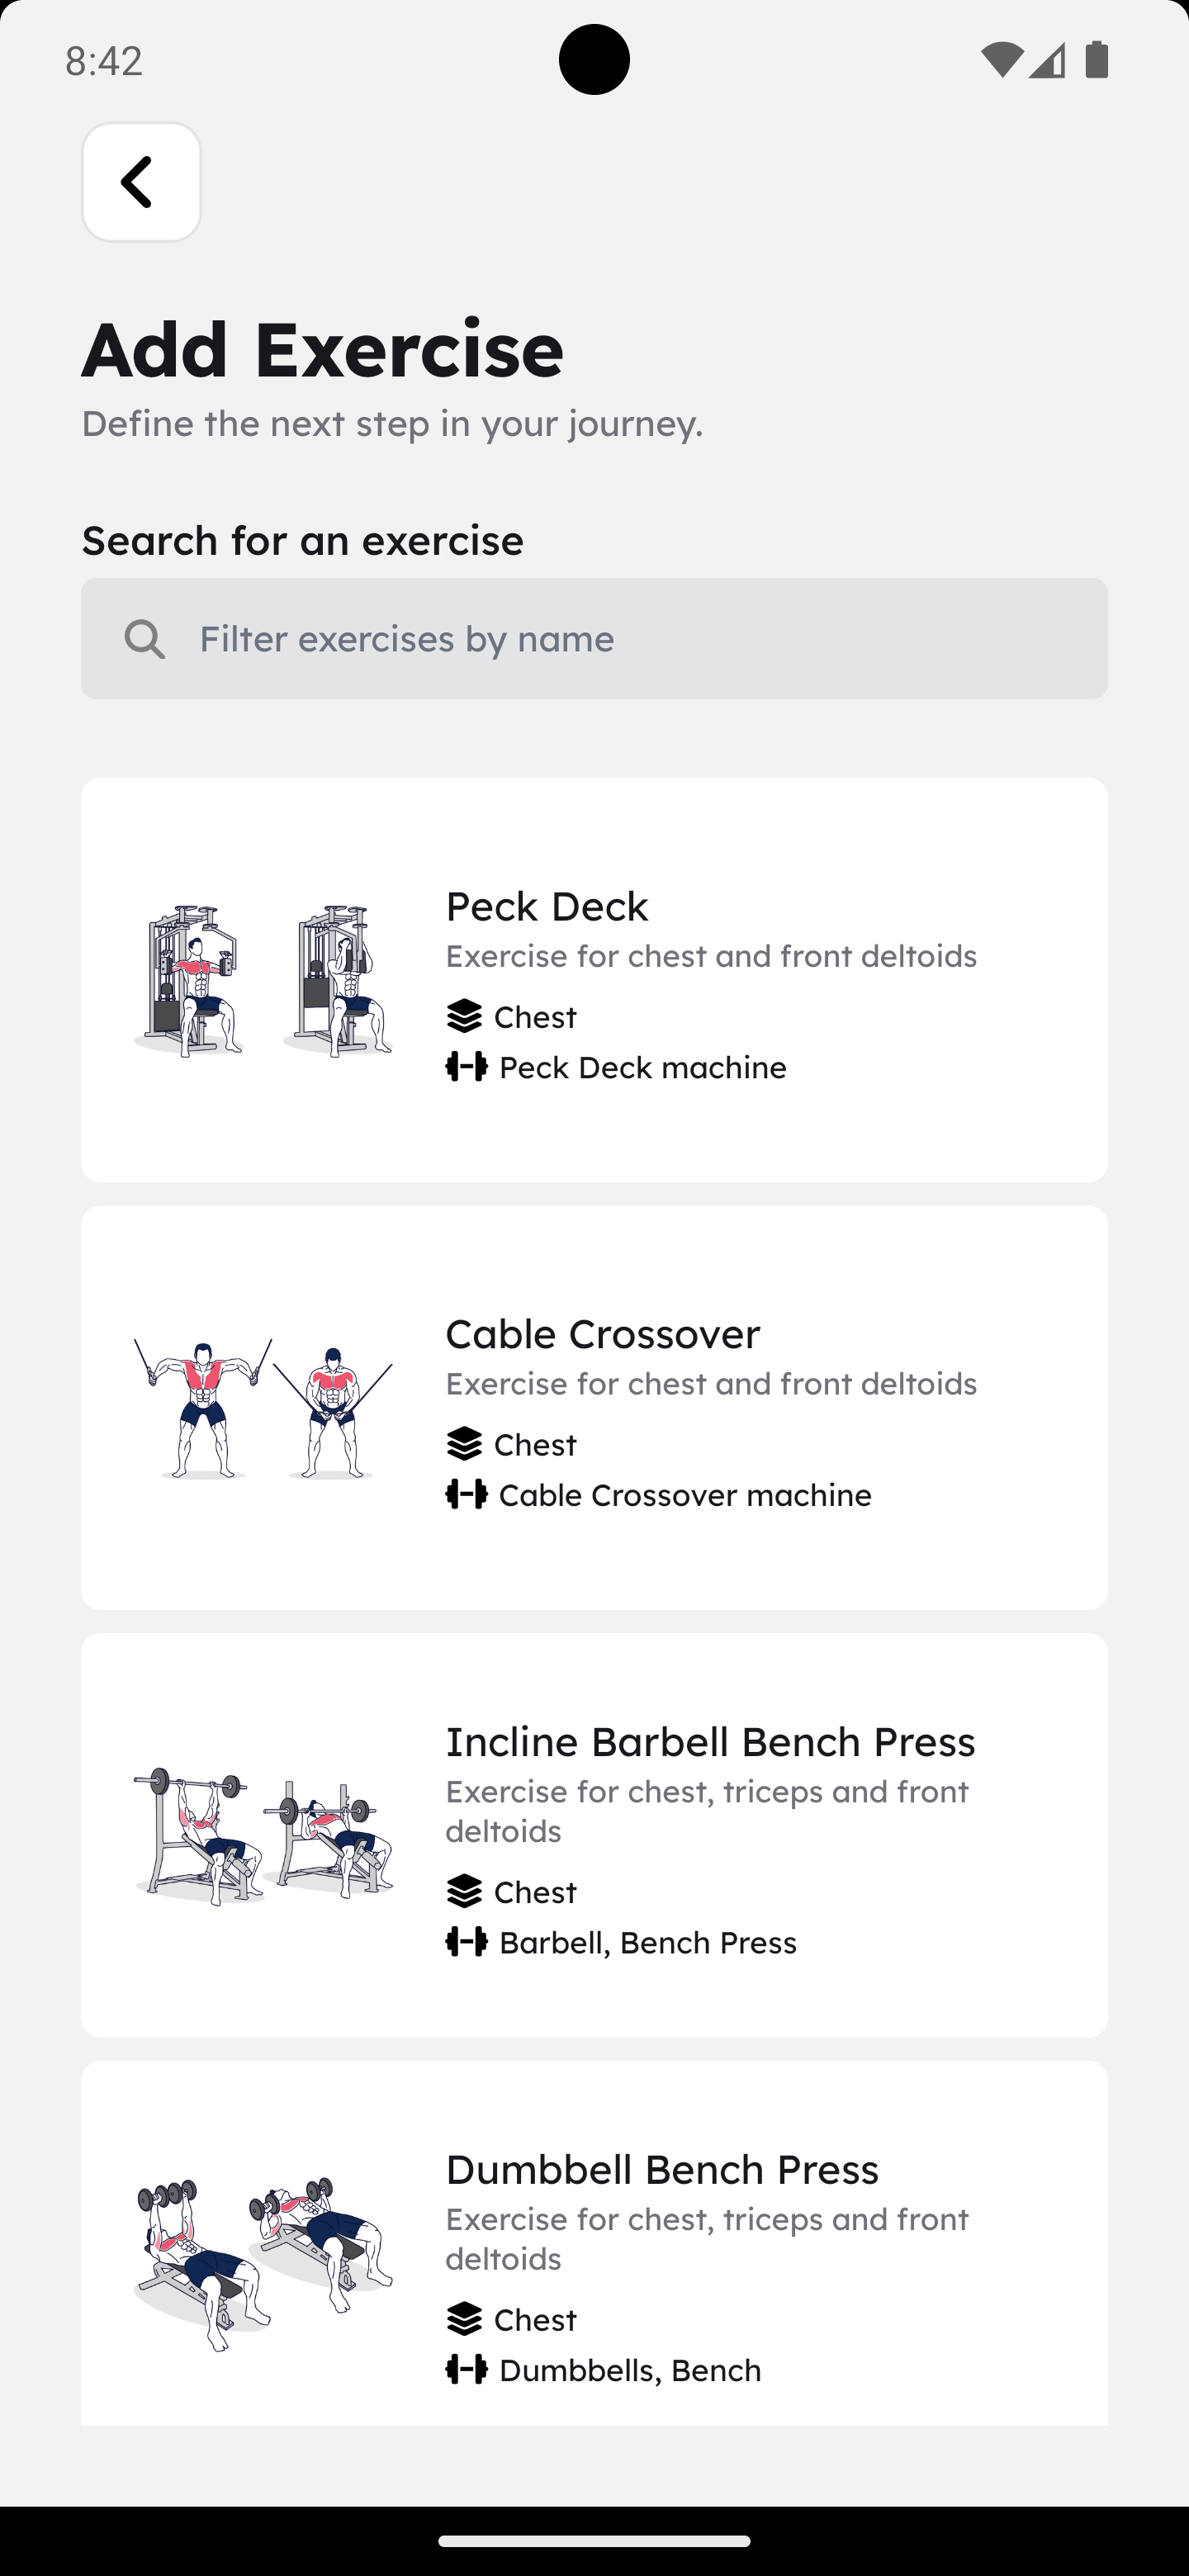 8:42
Add Exercise
Define the next step in your journey.
Search for an exercise
Filter exercises by name
Peck Deck
Exercise for chest and front deltoids
Chest
Peck Deck machine
Cable Crossover
Exercise for chest and front deltoids
Chest
Cable Crossover machine
Incline Barbell Bench Press
Exercise for chest, triceps and front
deltoids
Chest
Barbell, Bench Press
Dumbbell Bench Press
Exercise for chest, triceps and front
deltoids
Chest
Dumbbells, Bench